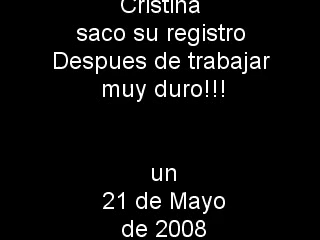 Cristina
saco su registro
Despues de trabajar
muy duro!!!
un
21 de Mayo
de 2008